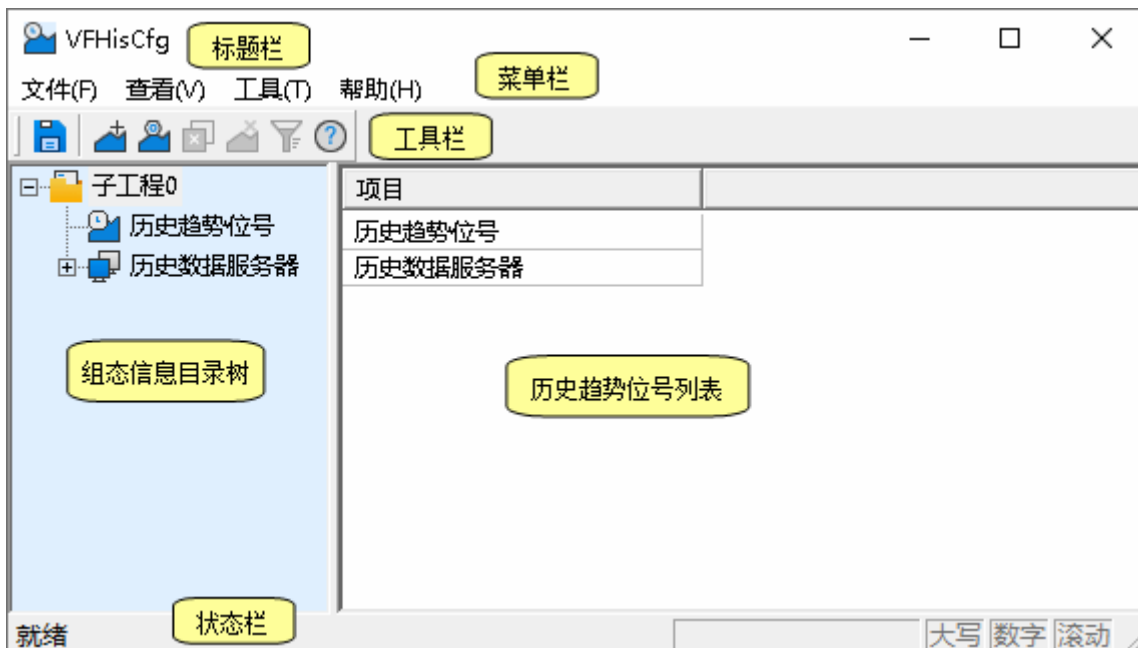 VFHisCfg 标题栏
文件(F) 查看(V) 工具(T) 帮助(H) 菜单栏
工具栏
子工程0
历史趋势位号
历史数据服务器
组态信息目录树
项目
历史趋势位号
历史数据服务器
历史趋势位号列表
状态栏
就绪 大写 数字 滚动